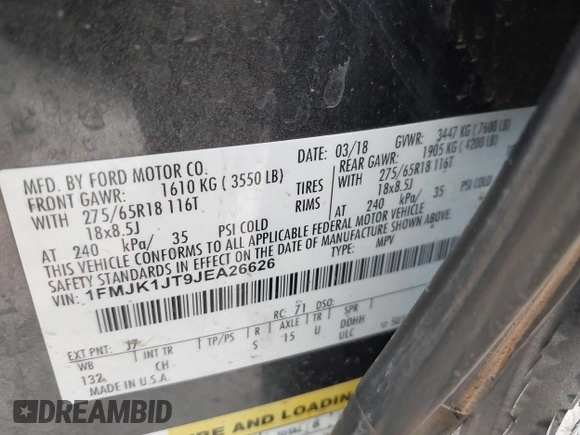 MFD. BY FORD MOTOR CO.
DATE: 03/18
GVWR: 3447 KG (7600 LB)
FRONT GAWR: 1610 KG (3550 LB)
REAR GAWR: 1905 KG (4200 LB)
WITH 275/65R18 116T
TIRES
WITH 275/65R18 116T
18x8.5J
RIMS
18x8.5J
AT 240 kPa/ 35 PSI COLD
AT 240 kPa/ 35
THIS VEHICLE CONFORMS TO ALL APPLICABLE FEDERAL MOTOR VEHICLE
SAFETY STANDARDS IN EFFECT ON THE DATE OF MANUFACTURE SHOWN ABOVE.
VIN: 1FMJK1JT9JEA26626
TYPE: MPV
EXT PNT:
RC: 71 DSO:
WB INT TR TP/PS R AXLE TR SPR
132 CH S 15 U DDHH
ULC
MADE IN U.S.A.
DREAMBID
AND LOADIN
TOTAL 8